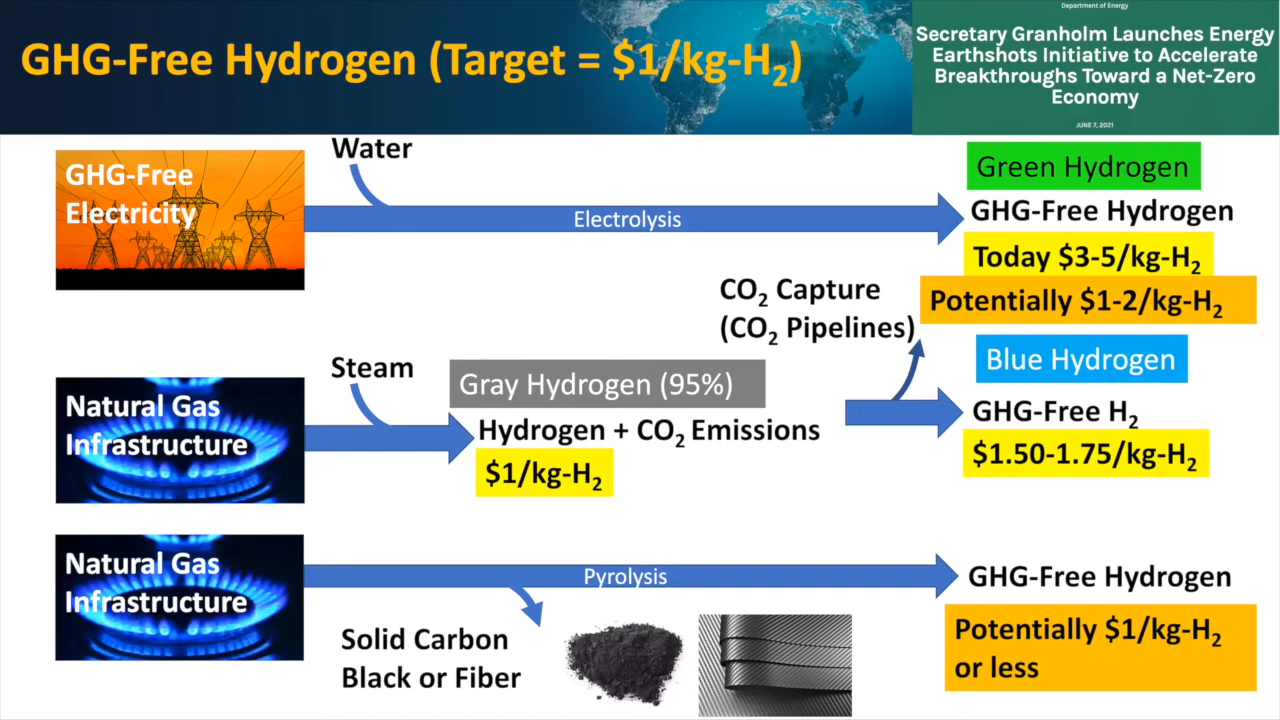 GHG-Free Hydrogen (Target = $1/kg-H₂)
Department of Energy
Secretary Granholm Launches Energy
Earthshots Initiative to Accelerate
Breakthroughs Toward a Net-Zero
Economy
JUNE 7, 2021
GHG-Free
Electricity
Water
Electrolysis
Green Hydrogen
GHG-Free Hydrogen
Today $3-5/kg-H₂
Potentially $1-2/kg-H₂
CO₂ Capture
(CO₂ Pipelines)
Natural Gas
Infrastructure
Steam
Gray Hydrogen (95%)
Hydrogen + CO₂ Emissions
$1/kg-H₂
Blue Hydrogen
GHG-Free H₂
$1.50-1.75/kg-H₂
Natural Gas
Infrastructure
Pyrolysis
Solid Carbon
Black or Fiber
GHG-Free Hydrogen
Potentially $1/kg-H₂
or less